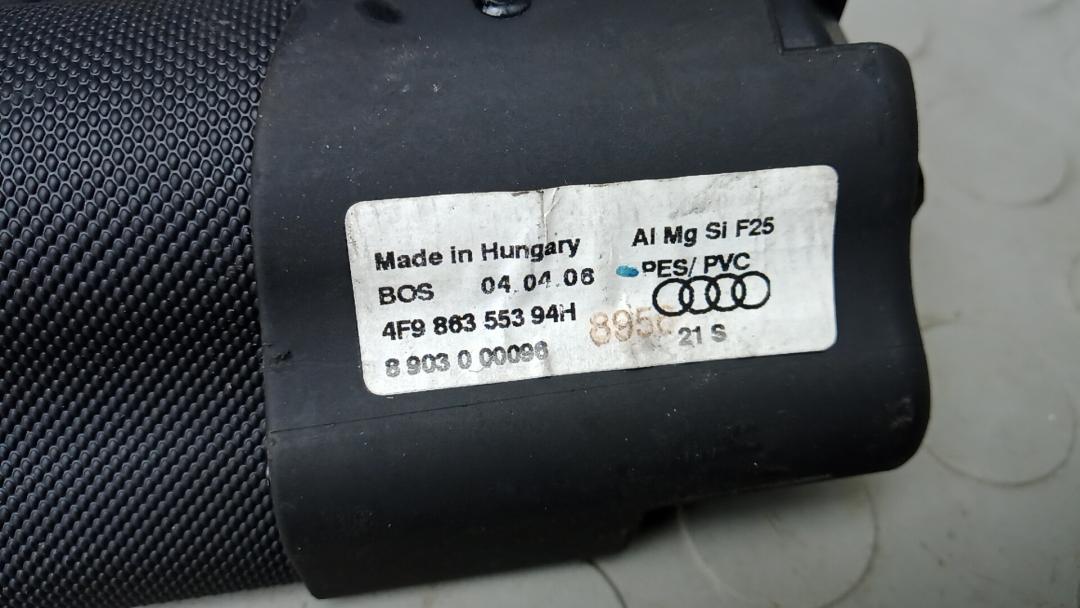 Made in Hungary
BOS 04.04.06
4F9 863 553 94H
8 903 0 00096
Al Mg Si F25
PES/ PVC
21 S